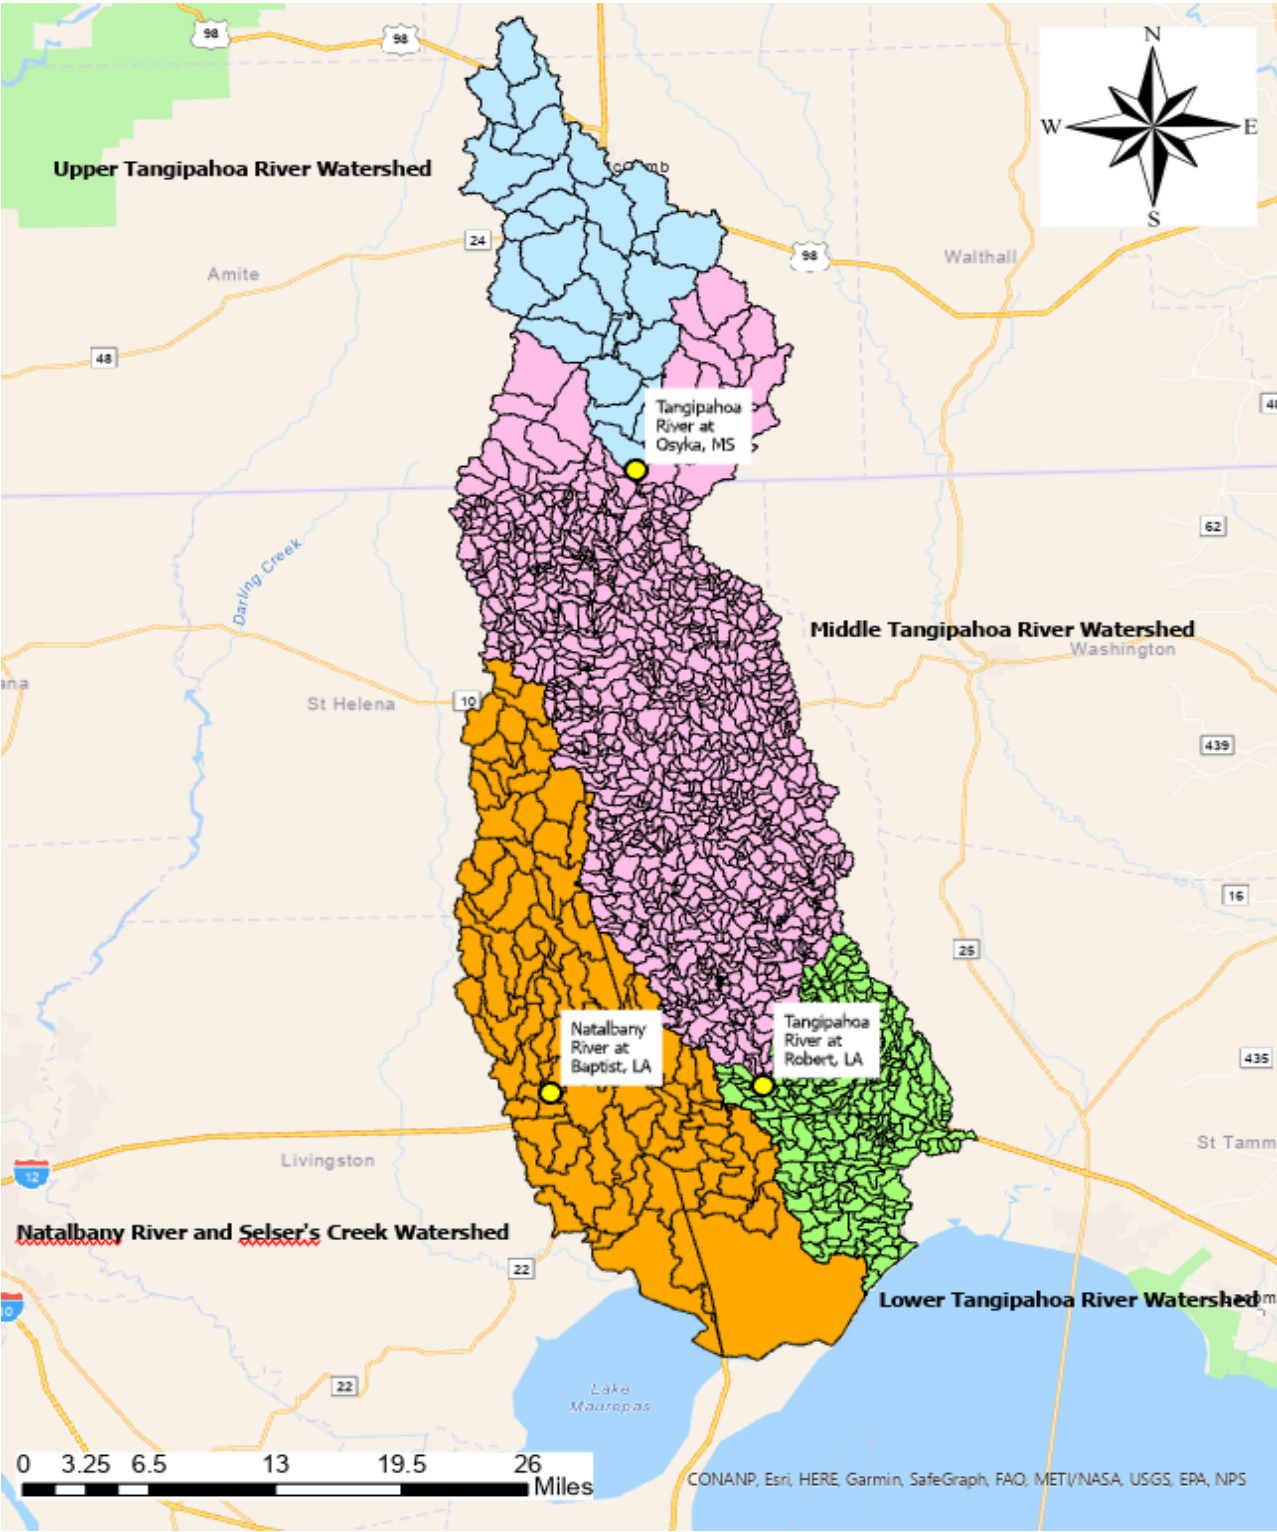 98
98
N
W
E
S
Upper Tangipahoa River Watershed
24
98
Walthall
Amite
48
Tangipahoa
River at
Osyka, MS
62
Darling Creek
Middle Tangipahoa River Watershed
Washington
St Helena
10
439
16
25
Natalbany
River at
Baptist, LA
Tangipahoa
River at
Robert, LA
435
St Tamm
Livingston
12
Natalbany River and Selser's Creek Watershed
22
Lower Tangipahoa River Watershed
22
Lake
Maurepas
0 3.25 6.5 13 19.5 26
Miles
CONANP, Esri, HERE, Garmin, SafeGraph, FAO, METI/NASA, USGS, EPA, NPS